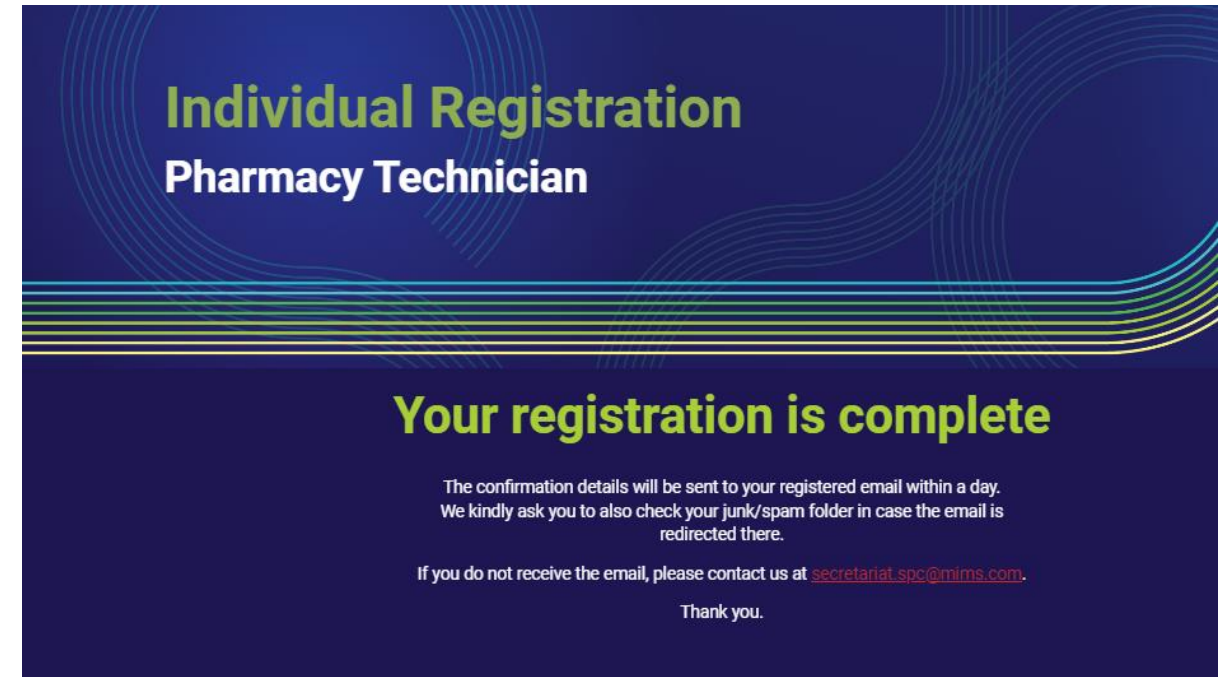 Individual Registration
Pharmacy Technician
Your registration is complete
The confirmation details will be sent to your registered email within a day.
We kindly ask you to also check your junk/spam folder in case the email is
redirected there.
If you do not receive the email, please contact us at secretariat.spc@mims.com.
Thank you.